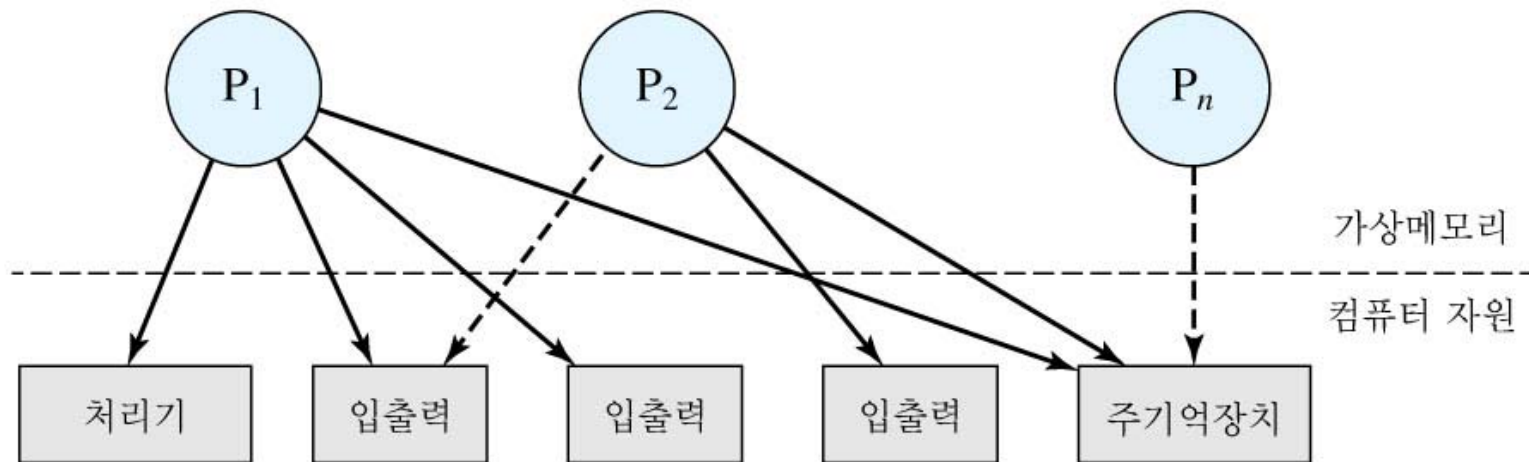 P₁
P₂
Pₙ
가상메모리
컴퓨터 자원
처리기
입출력
입출력
입출력
주기억장치